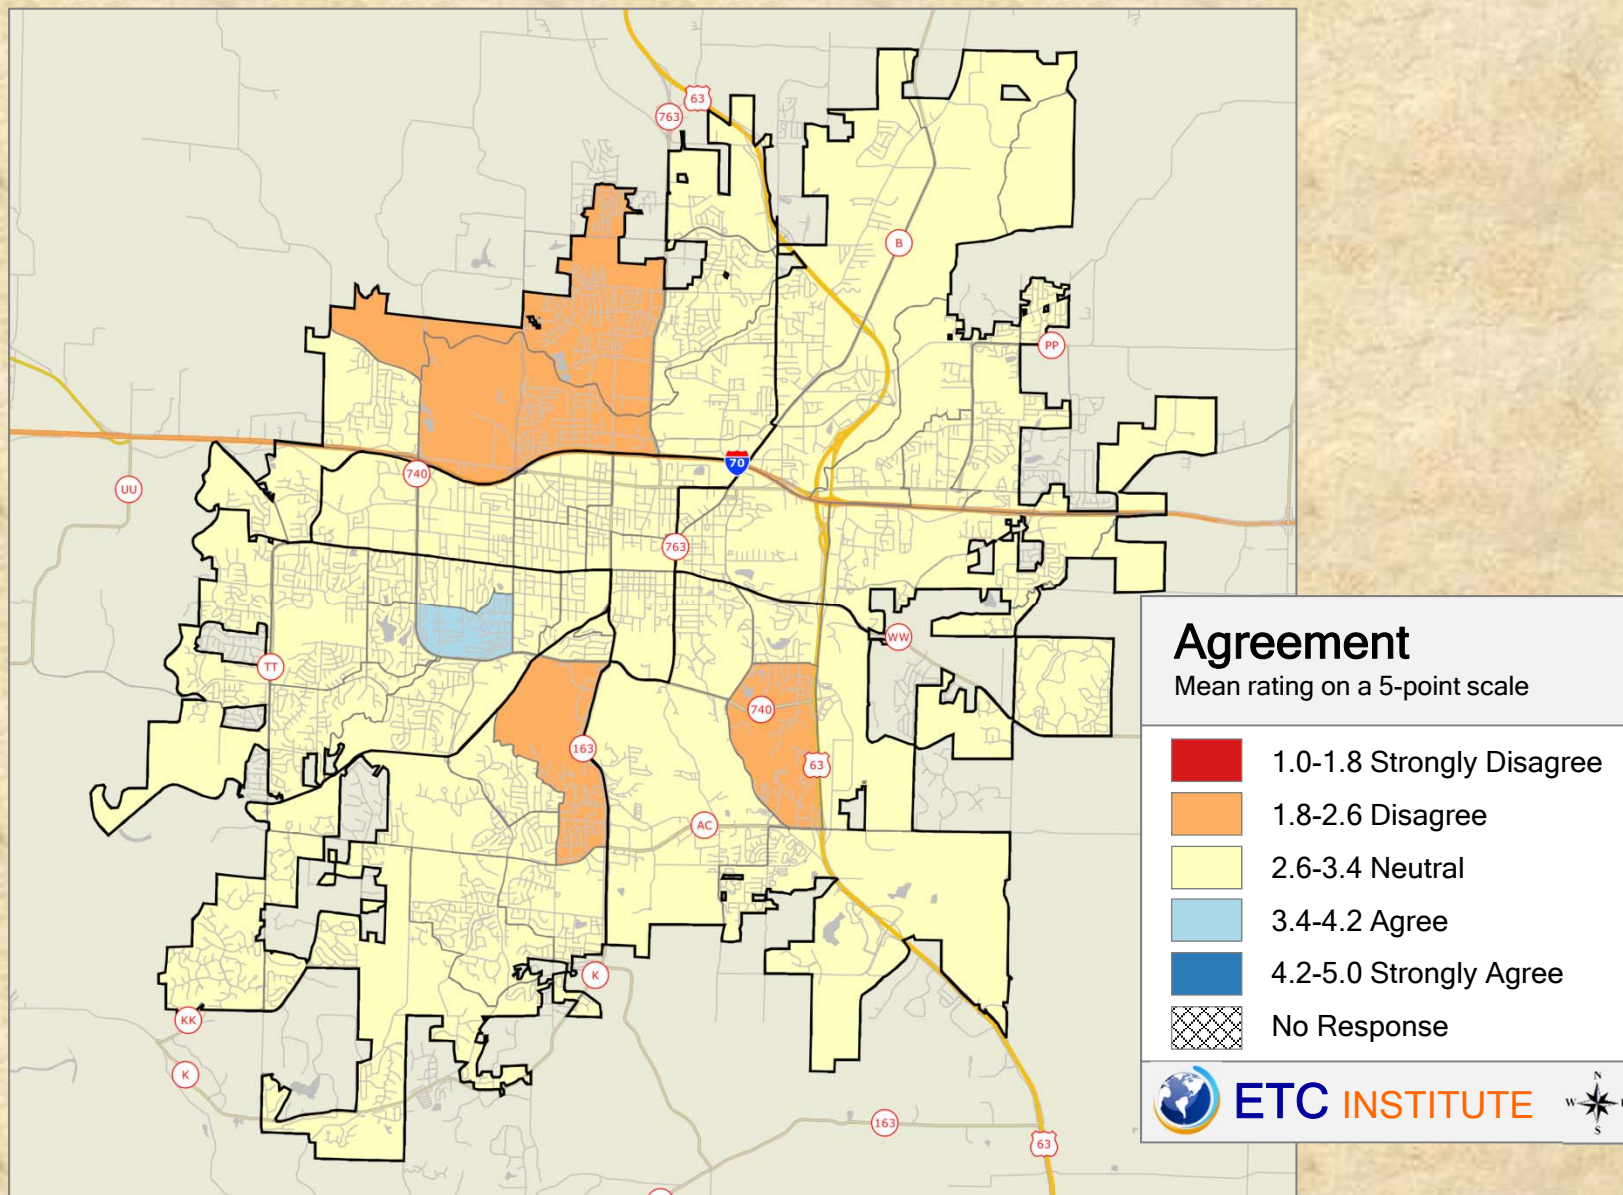 63
763
B
PP
70
740
UU
763
WW
TT
740
163
63
AC
K
KK
K
163
63
Agreement
Mean rating on a 5-point scale
1.0-1.8 Strongly Disagree
1.8-2.6 Disagree
2.6-3.4 Neutral
3.4-4.2 Agree
4.2-5.0 Strongly Agree
No Response
ETC INSTITUTE
N
W
S